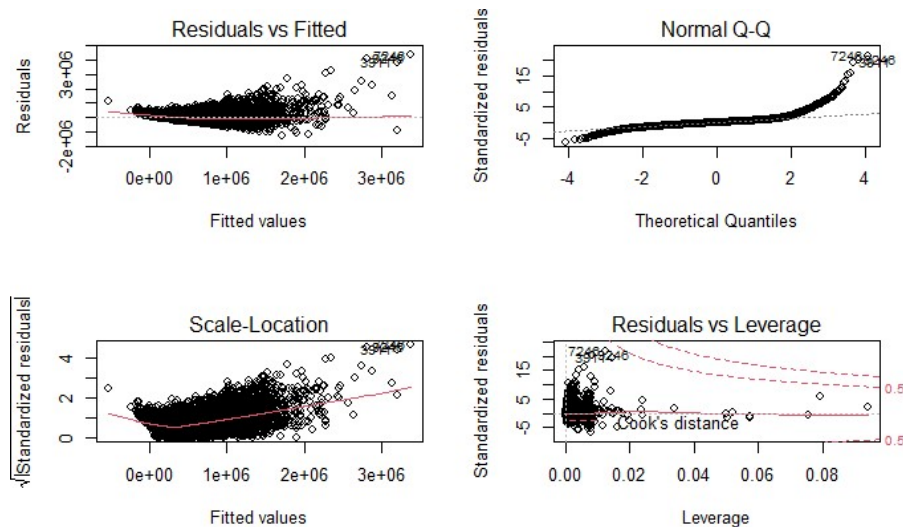 Residuals vs Fitted
Residuals
3e+06
-2e+06
7246
0e+00 1e+06 2e+06 3e+06
Fitted values
Normal Q-Q
Standardized residuals
15
5
-5
7246
-4 -2 0 2 4
Theoretical Quantiles
Scale-Location
√|Standardized residuals|
4
2
0
0e+00 1e+06 2e+06 3e+06
Fitted values
Residuals vs Leverage
Standardized residuals
15
5
-5
7246
Cook's distance
0.5
0.5
0.00 0.02 0.04 0.06 0.08
Leverage